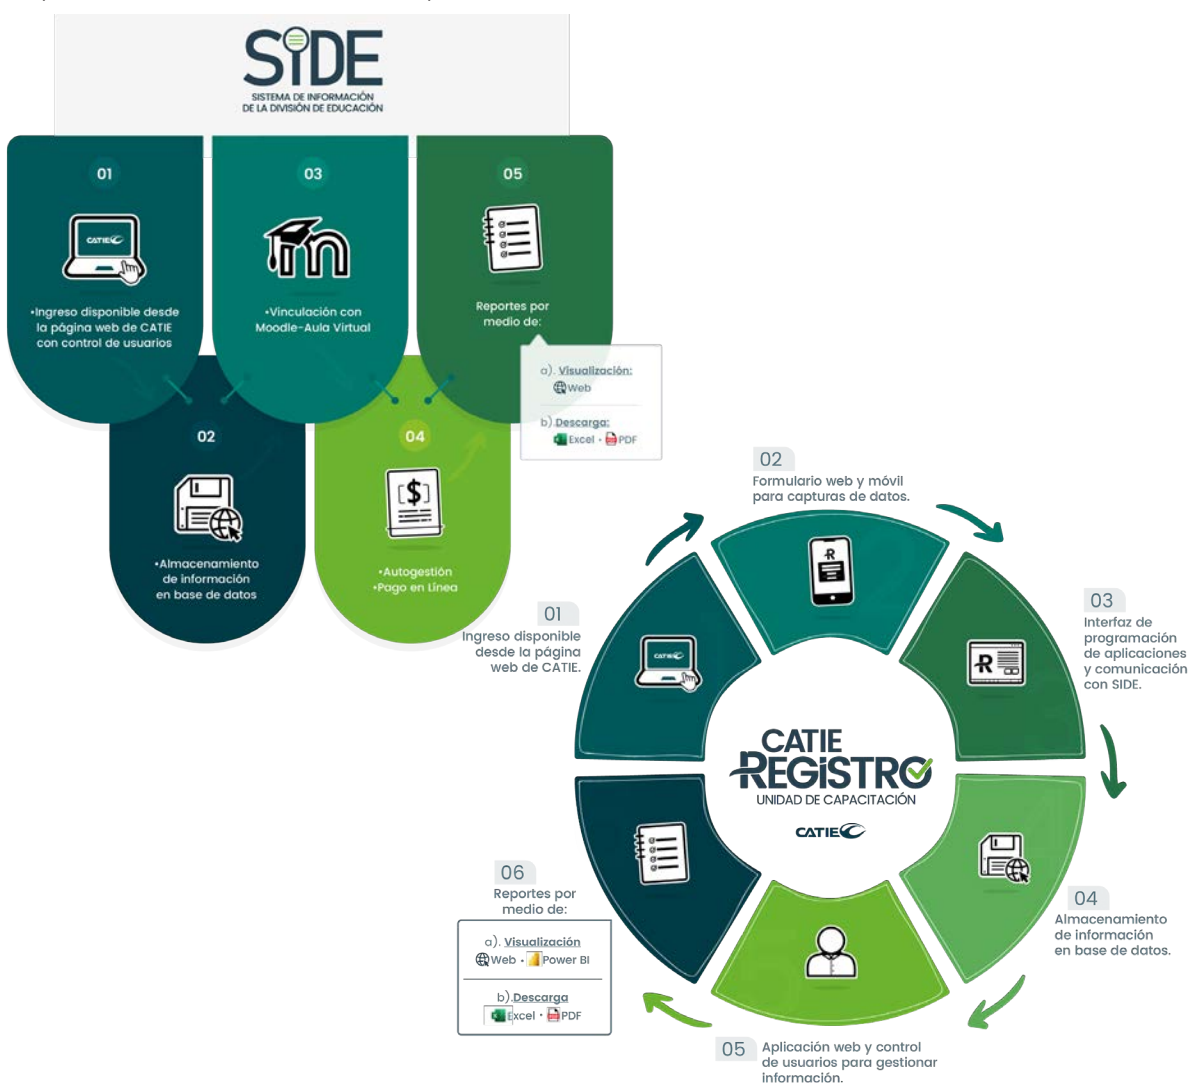 SiDE
SISTEMA DE INFORMACIÓN
DE LA DIVISIÓN DE EDUCACIÓN
01
CATIE
•Ingreso disponible desde
la página web de CATIE
con control de usuarios
02
•Almacenamiento
de información
en base de datos
03
•Vinculación con
Moodle-Aula Virtual
04
[$]
•Autogestión
•Pago en Línea
05
Reportes por
medio de:
a). Visualización:
Web
b).Descarga:
Excel • PDF
CATIE
REGiSTRO
UNIDAD DE CAPACITACIÓN
CATIE
01
Ingreso disponible
desde la página
web de CATIE.
CATIE
02
Formulario web y móvil
para capturas de datos.
R
03
Interfaz de
programación
de aplicaciones
y comunicación
con SIDE.
R
04
Almacenamiento
de información
en base de datos.
05
Aplicación web y control
de usuarios para gestionar
información.
06
Reportes por
medio de:
a). Visualización
Web • Power BI
b).Descarga
Excel • PDF